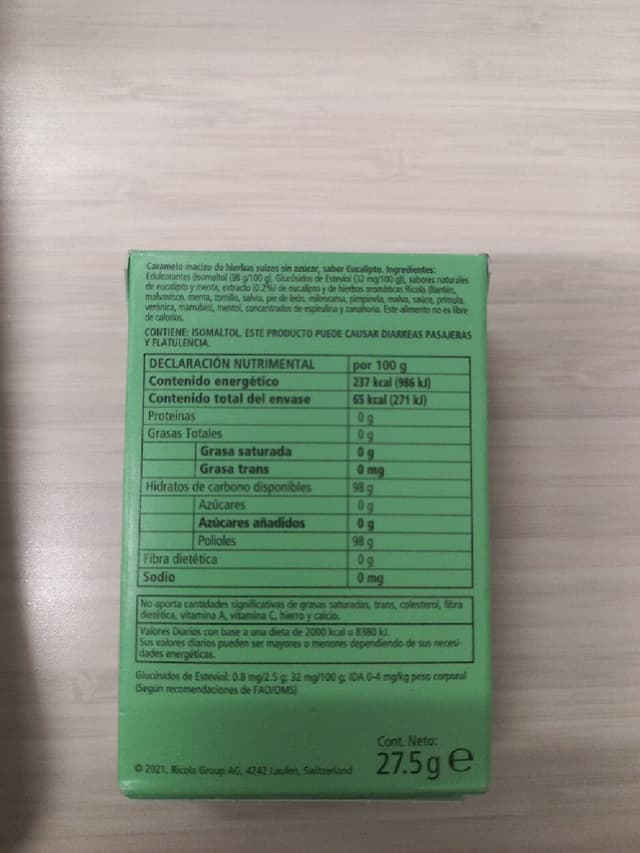 Caramelo macizo de hierbas suizas sin azúcar, sabor Eucalipto. Ingredientes:
Edulcorantes (Isomaltol (98 g/100 g), Glucósidos de Esteviol (32 mg/100 g)), sabores naturales
de eucalipto y menta, extracto (0.2%) de eucalipto y de hierbas aromáticas Ricola (llantén,
malvavisco, menta, tomillo, salvia, pie de león, milenrama, pimpinela, malva, saúco, prímula,
verónica, marrubio), mentol, concentrados de espirulina y zanahoria. Este alimento no es libre
de calorías.
CONTIENE: ISOMALTOL, ESTE PRODUCTO PUEDE CAUSAR DIARREAS PASAJERAS
Y FLATULENCIA.
DECLARACIÓN NUTRIMENTAL por 100 g
Contenido energético 237 kcal (986 kJ)
Contenido total del envase 65 kcal (271 kJ)
Proteínas 0 g
Grasas Totales 0 g
Grasa saturada 0 g
Grasa trans 0 mg
Hidratos de carbono disponibles 98 g
Azúcares 0 g
Azúcares añadidos 0 g
Polioles 98 g
Fibra dietética 0 g
Sodio 0 mg
No aporta cantidades significativas de grasas saturadas, trans, colesterol, fibra
dietética, vitamina A, vitamina C, hierro y calcio.
Valores Diarios con base a una dieta de 2000 kcal u 8380 kJ.
Sus valores diarios pueden ser mayores o menores dependiendo de sus necesi-
dades energéticas.
Glucósidos de Esteviol: 0.8 mg/2.5 g; 32 mg/100 g; IDA 0-4 mg/kg peso corporal
(Según recomendaciones de FAO/OMS)
Cont. Neto:
27.5 g e
© 2021, Ricola Group AG, 4242 Laufen, Switzerland